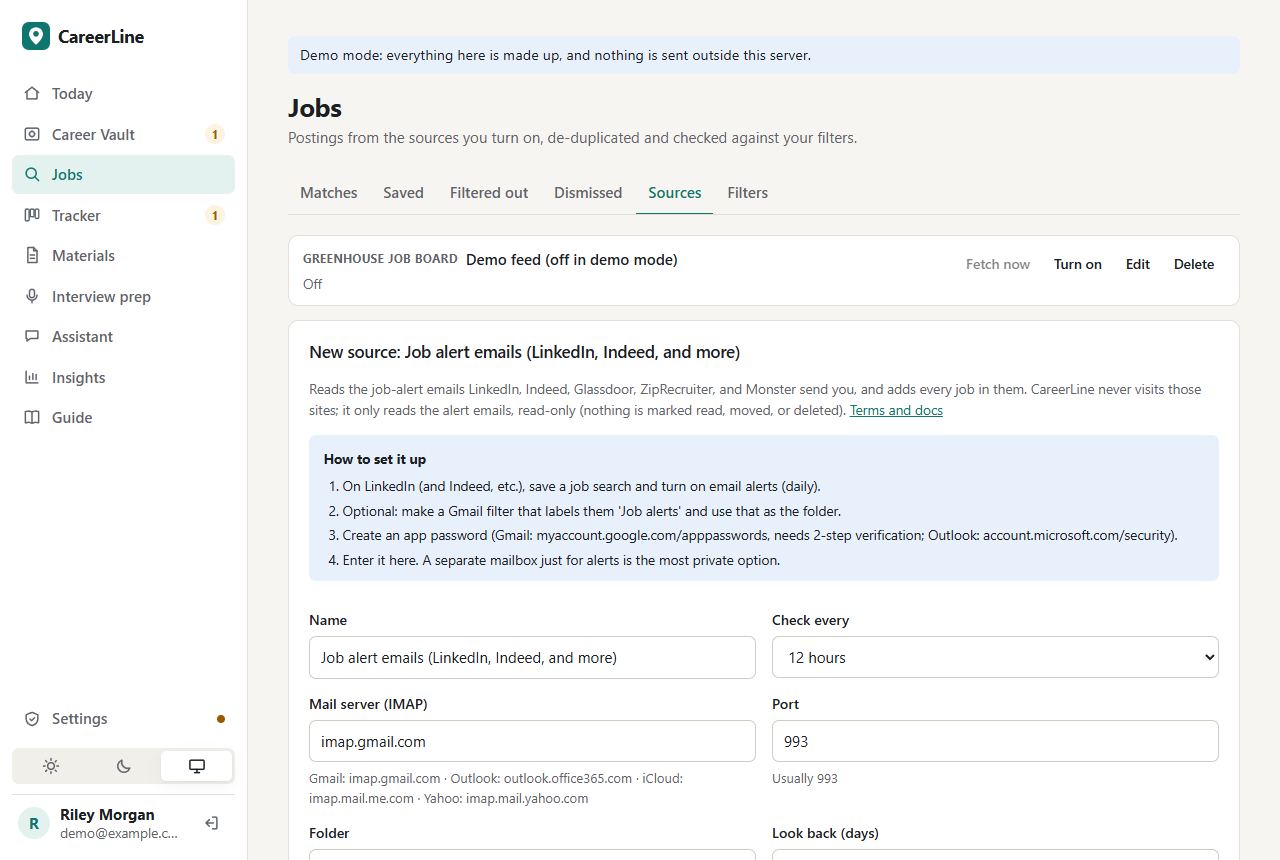 CareerLine
Today
Career Vault 1
Jobs
Tracker 1
Materials
Interview prep
Assistant
Insights
Guide
Settings
R
Riley Morgan
demo@example.c...
Demo mode: everything here is made up, and nothing is sent outside this server.
Jobs
Postings from the sources you turn on, de-duplicated and checked against your filters.
Matches Saved Filtered out Dismissed Sources Filters
GREENHOUSE JOB BOARD Demo feed (off in demo mode)
Off
Fetch now Turn on Edit Delete
New source: Job alert emails (LinkedIn, Indeed, and more)
Reads the job-alert emails LinkedIn, Indeed, Glassdoor, ZipRecruiter, and Monster send you, and adds every job in them. CareerLine never visits those
sites; it only reads the alert emails, read-only (nothing is marked read, moved, or deleted). Terms and docs
How to set it up
1. On LinkedIn (and Indeed, etc.), save a job search and turn on email alerts (daily).
2. Optional: make a Gmail filter that labels them 'Job alerts' and use that as the folder.
3. Create an app password (Gmail: myaccount.google.com/apppasswords, needs 2-step verification; Outlook: account.microsoft.com/security).
4. Enter it here. A separate mailbox just for alerts is the most private option.
Name
Job alert emails (LinkedIn, Indeed, and more)
Check every
12 hours
Mail server (IMAP)
imap.gmail.com
Gmail: imap.gmail.com · Outlook: outlook.office365.com · iCloud:
imap.mail.me.com · Yahoo: imap.mail.yahoo.com
Port
993
Usually 993
Folder
Look back (days)